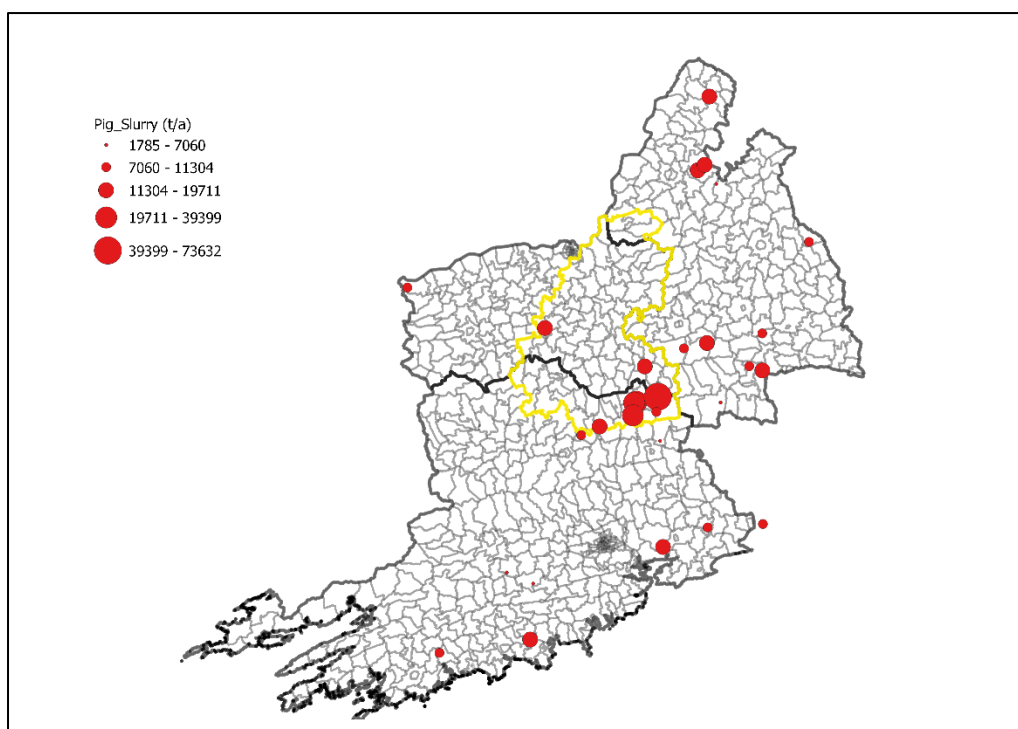 Pig_Slurry (t/a)
1785 - 7060
7060 - 11304
11304 - 19711
19711 - 39399
39399 - 73632